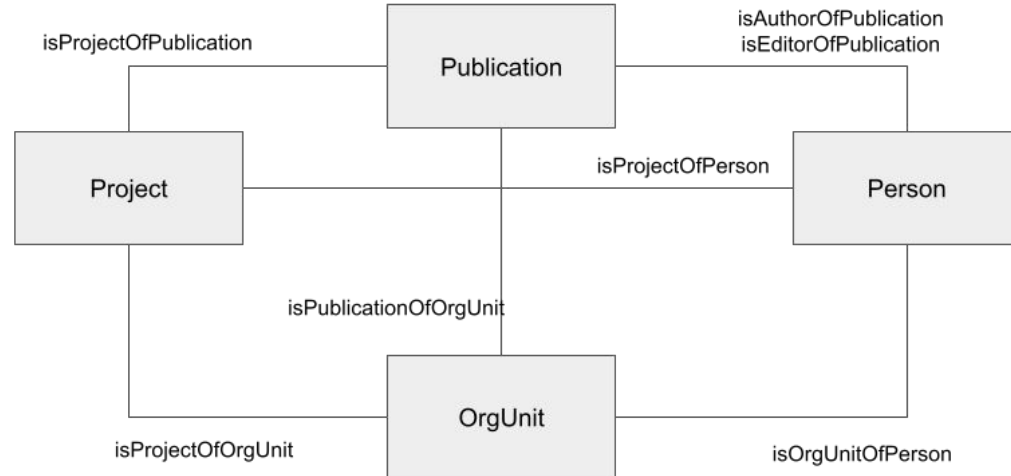 isAuthorOfPublication
isProjectOfPublication
isEditorOfPublication
Publication
isProjectOfPerson
Project
Person
isPublicationOfOrgUnit
OrgUnit
isProjectOfOrgUnit
isOrgUnitOfPerson